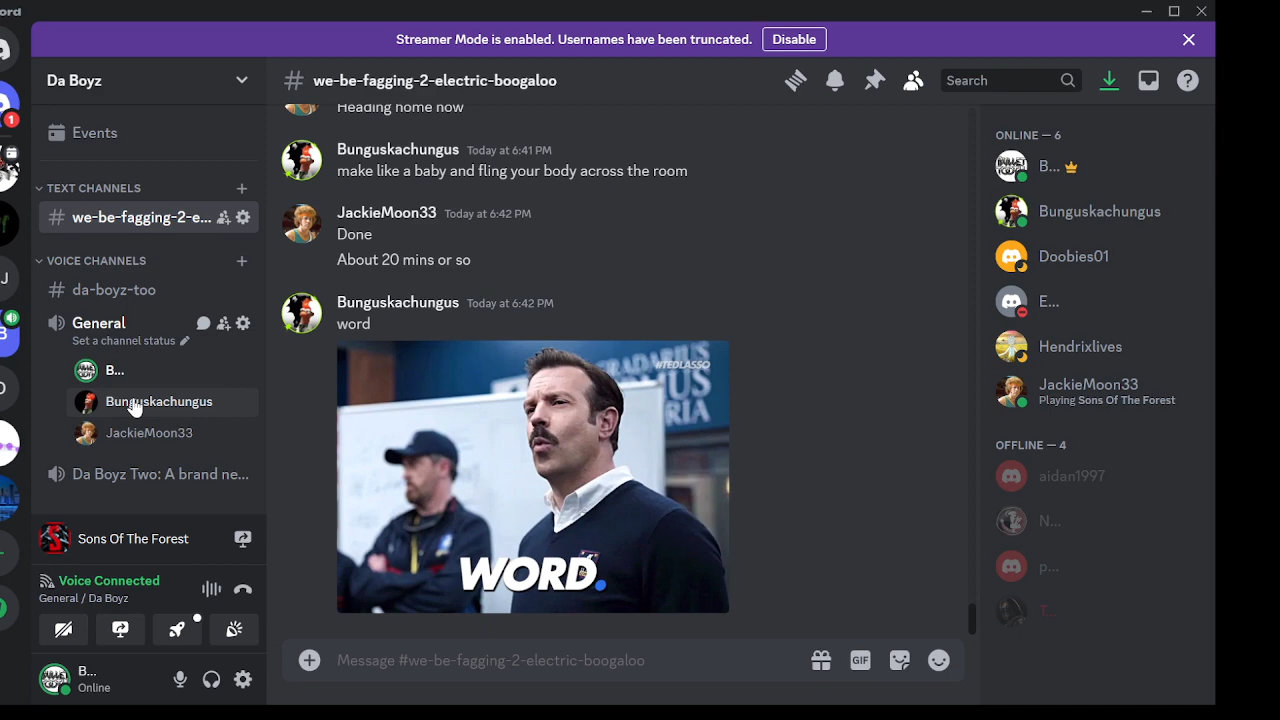 ord
Streamer Mode is enabled. Usernames have been truncated. Disable
Da Boyz
Events
TEXT CHANNELS
we-be-fagging-2-e...
VOICE CHANNELS
da-boyz-too
General
Set a channel status
B...
Bunguskachungus
JackieMoon33
Da Boyz Two: A brand ne...
Sons Of The Forest
Voice Connected
General / Da Boyz
B...
Online
we-be-fagging-2-electric-boogaloo
Search
Heading home now
Bunguskachungus Today at 6:41 PM
make like a baby and fling your body across the room
JackieMoon33 Today at 6:42 PM
Done
About 20 mins or so
Bunguskachungus Today at 6:42 PM
word
#TEDLASSO
WORD.
Message #we-be-fagging-2-electric-boogaloo
GIF
ONLINE — 6
B...
Bunguskachungus
Doobies01
E...
Hendrixlives
JackieMoon33
Playing Sons Of The Forest
OFFLINE — 4
aidan1997
N...
p...
T...
1
J
B
D